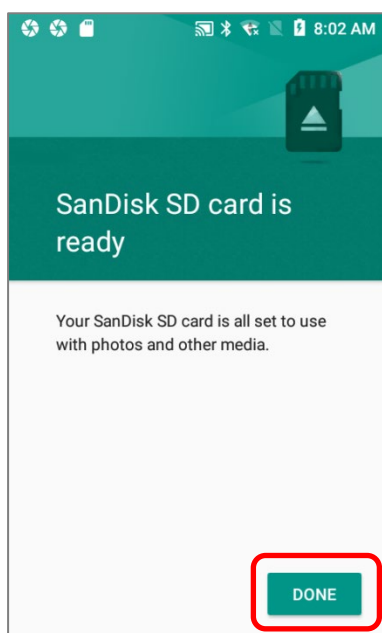 8:02 AM
SanDisk SD card is
ready
Your SanDisk SD card is all set to use
with photos and other media.
DONE